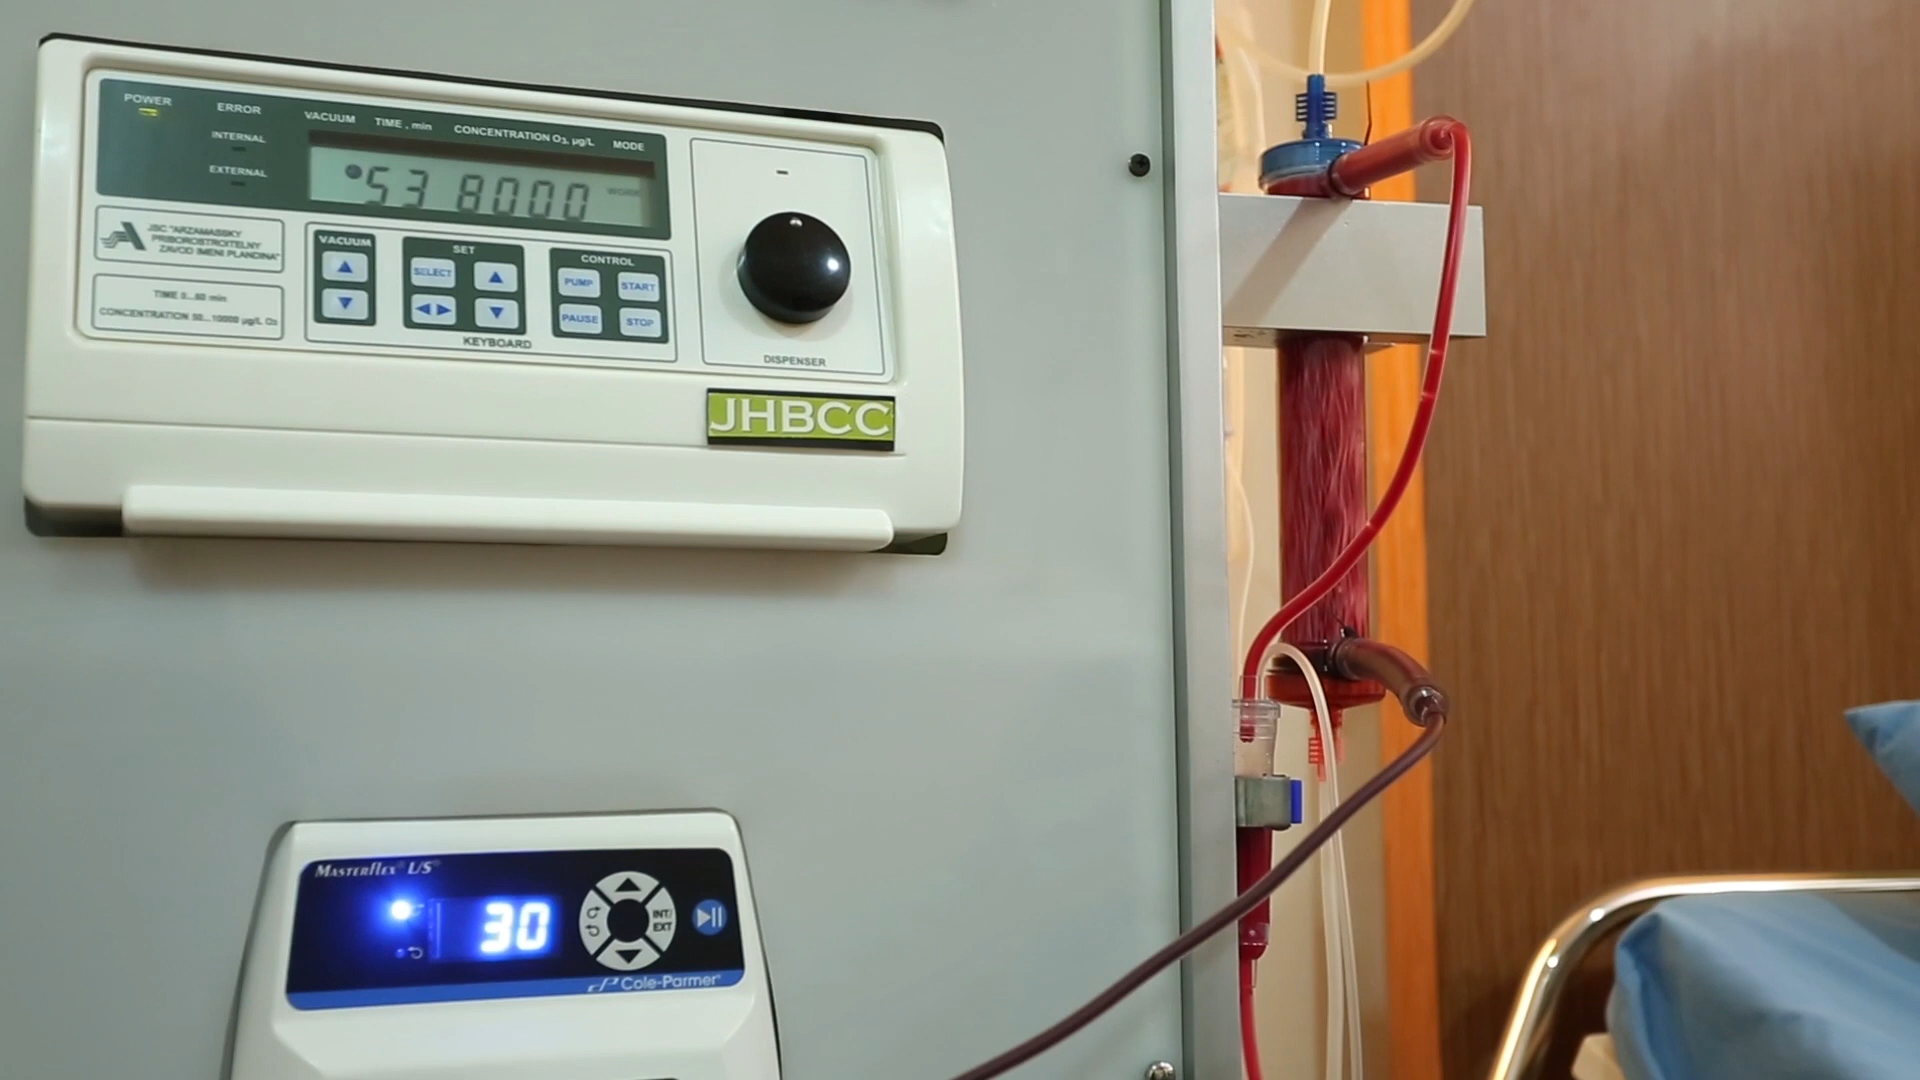 POWER
ERROR
INTERNAL
EXTERNAL
VACUUM
TIME , min
CONCENTRATION O3, µg/L
MODE
53 8000
WORK
JSC "ARZAMASSKY
PRIBOROSTROITELNY
ZAVOD IMENI PLANDINA"
TIME 0...60 min
CONCENTRATION 50...10000 µg/L O3
VACUUM
SET
SELECT
CONTROL
PUMP
START
PAUSE
STOP
KEYBOARD
DISPENSER
JHBCC
MASTERFLEX® L/S®
30
INT/
EXT
Cole-Parmer®